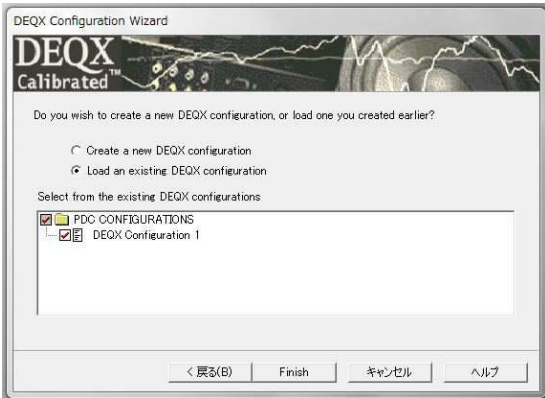 DEQX Configuration Wizard
DEQX
Calibrated™
Do you wish to create a new DEQX configuration, or load one you created earlier?
Create a new DEQX configuration
Load an existing DEQX configuration
Select from the existing DEQX configurations
PDC CONFIGURATIONS
DEQX Configuration 1
< 戻る(B) Finish キャンセル ヘルプ